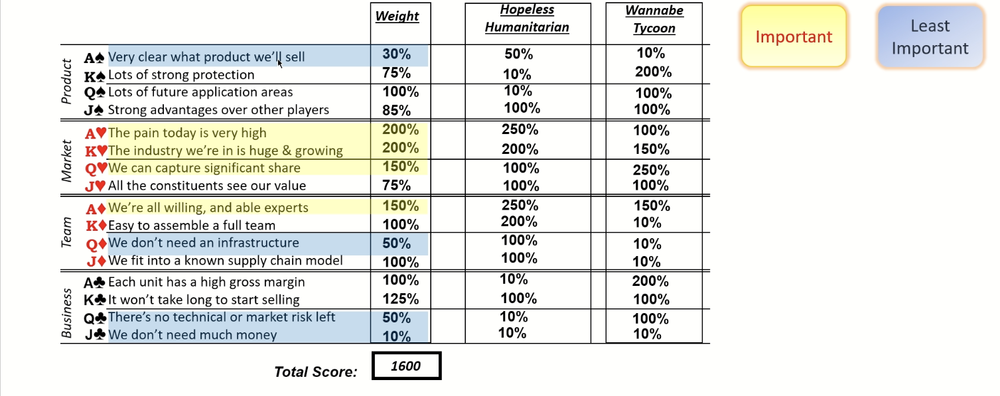 Weight Hopeless Humanitarian Wannabe Tycoon
Important
Least Important
Product
A♠ Very clear what product we'll sell 30% 50% 10%
K♠ Lots of strong protection 75% 10% 200%
Q♠ Lots of future application areas 100% 10% 100%
J♠ Strong advantages over other players 85% 100% 100%
Market
A♥ The pain today is very high 200% 250% 100%
K♥ The industry we're in is huge & growing 200% 200% 150%
Q♥ We can capture significant share 150% 100% 250%
J♥ All the constituents see our value 75% 100% 100%
Team
A♦ We're all willing, and able experts 150% 250% 150%
K♦ Easy to assemble a full team 100% 200% 10%
Q♦ We don't need an infrastructure 50% 100% 10%
J♦ We fit into a known supply chain model 100% 100% 10%
Business
A♣ Each unit has a high gross margin 100% 10% 200%
K♣ It won't take long to start selling 125% 100% 100%
Q♣ There's no technical or market risk left 50% 10% 100%
J♣ We don't need much money 10% 10% 10%
Total Score: 1600